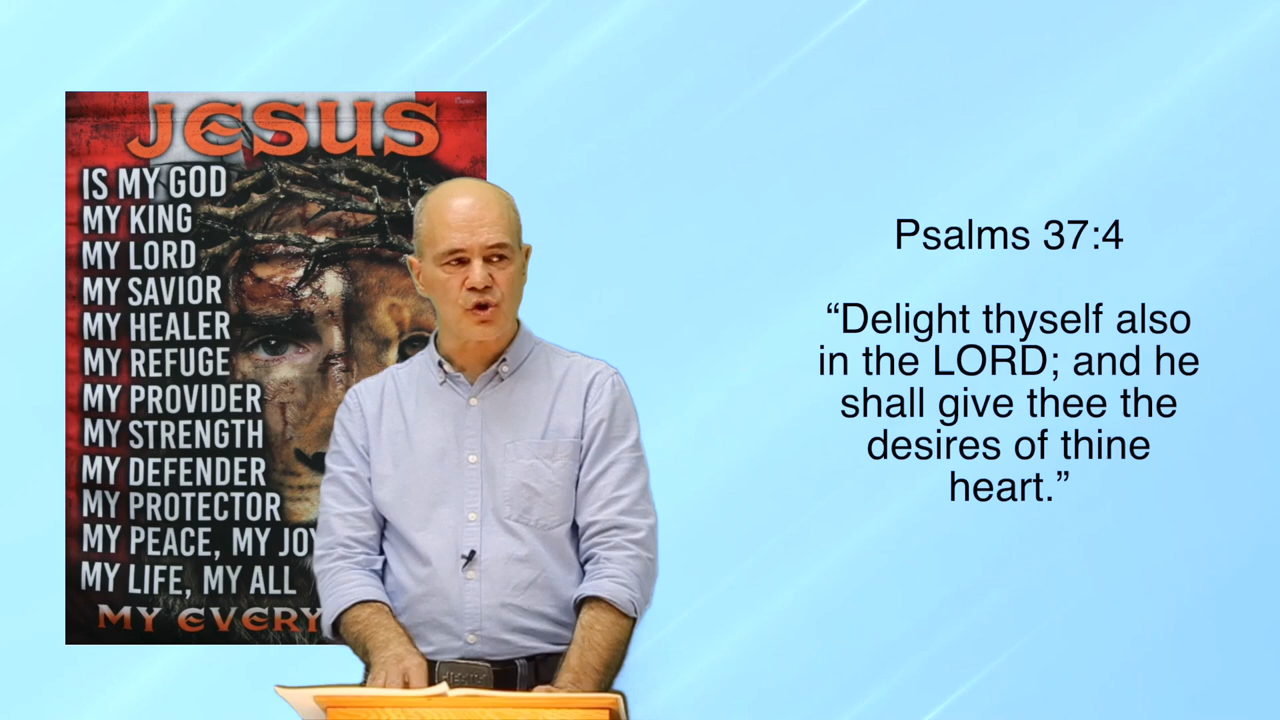 JESUS
IS MY GOD
MY KING
MY LORD
MY SAVIOR
MY HEALER
MY REFUGE
MY PROVIDER
MY STRENGTH
MY DEFENDER
MY PROTECTOR
MY PEACE, MY JOY
MY LIFE, MY ALL
MY EVERY
Psalms 37:4
“Delight thyself also
in the LORD; and he
shall give thee the
desires of thine
heart.”